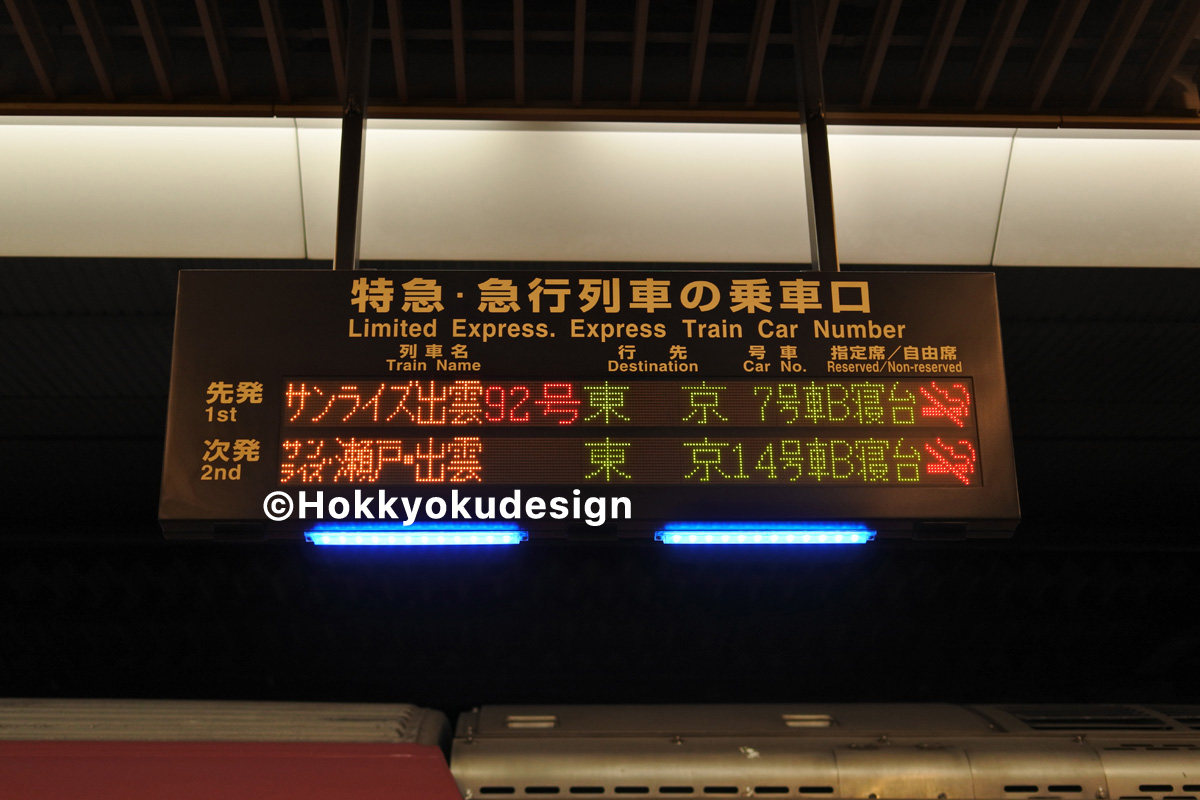 特急・急行列車の乗車口
Limited Express. Express Train Car Number
列車名 行先 号車 指定席／自由席
Train Name Destination Car No. Reserved/Non-reserved
先発 サンライズ出雲92号 東京 7号車B寝台
1st
次発 サンライズ瀬戸・出雲 東京 14号車B寝台
2nd
©Hokkyokudesign